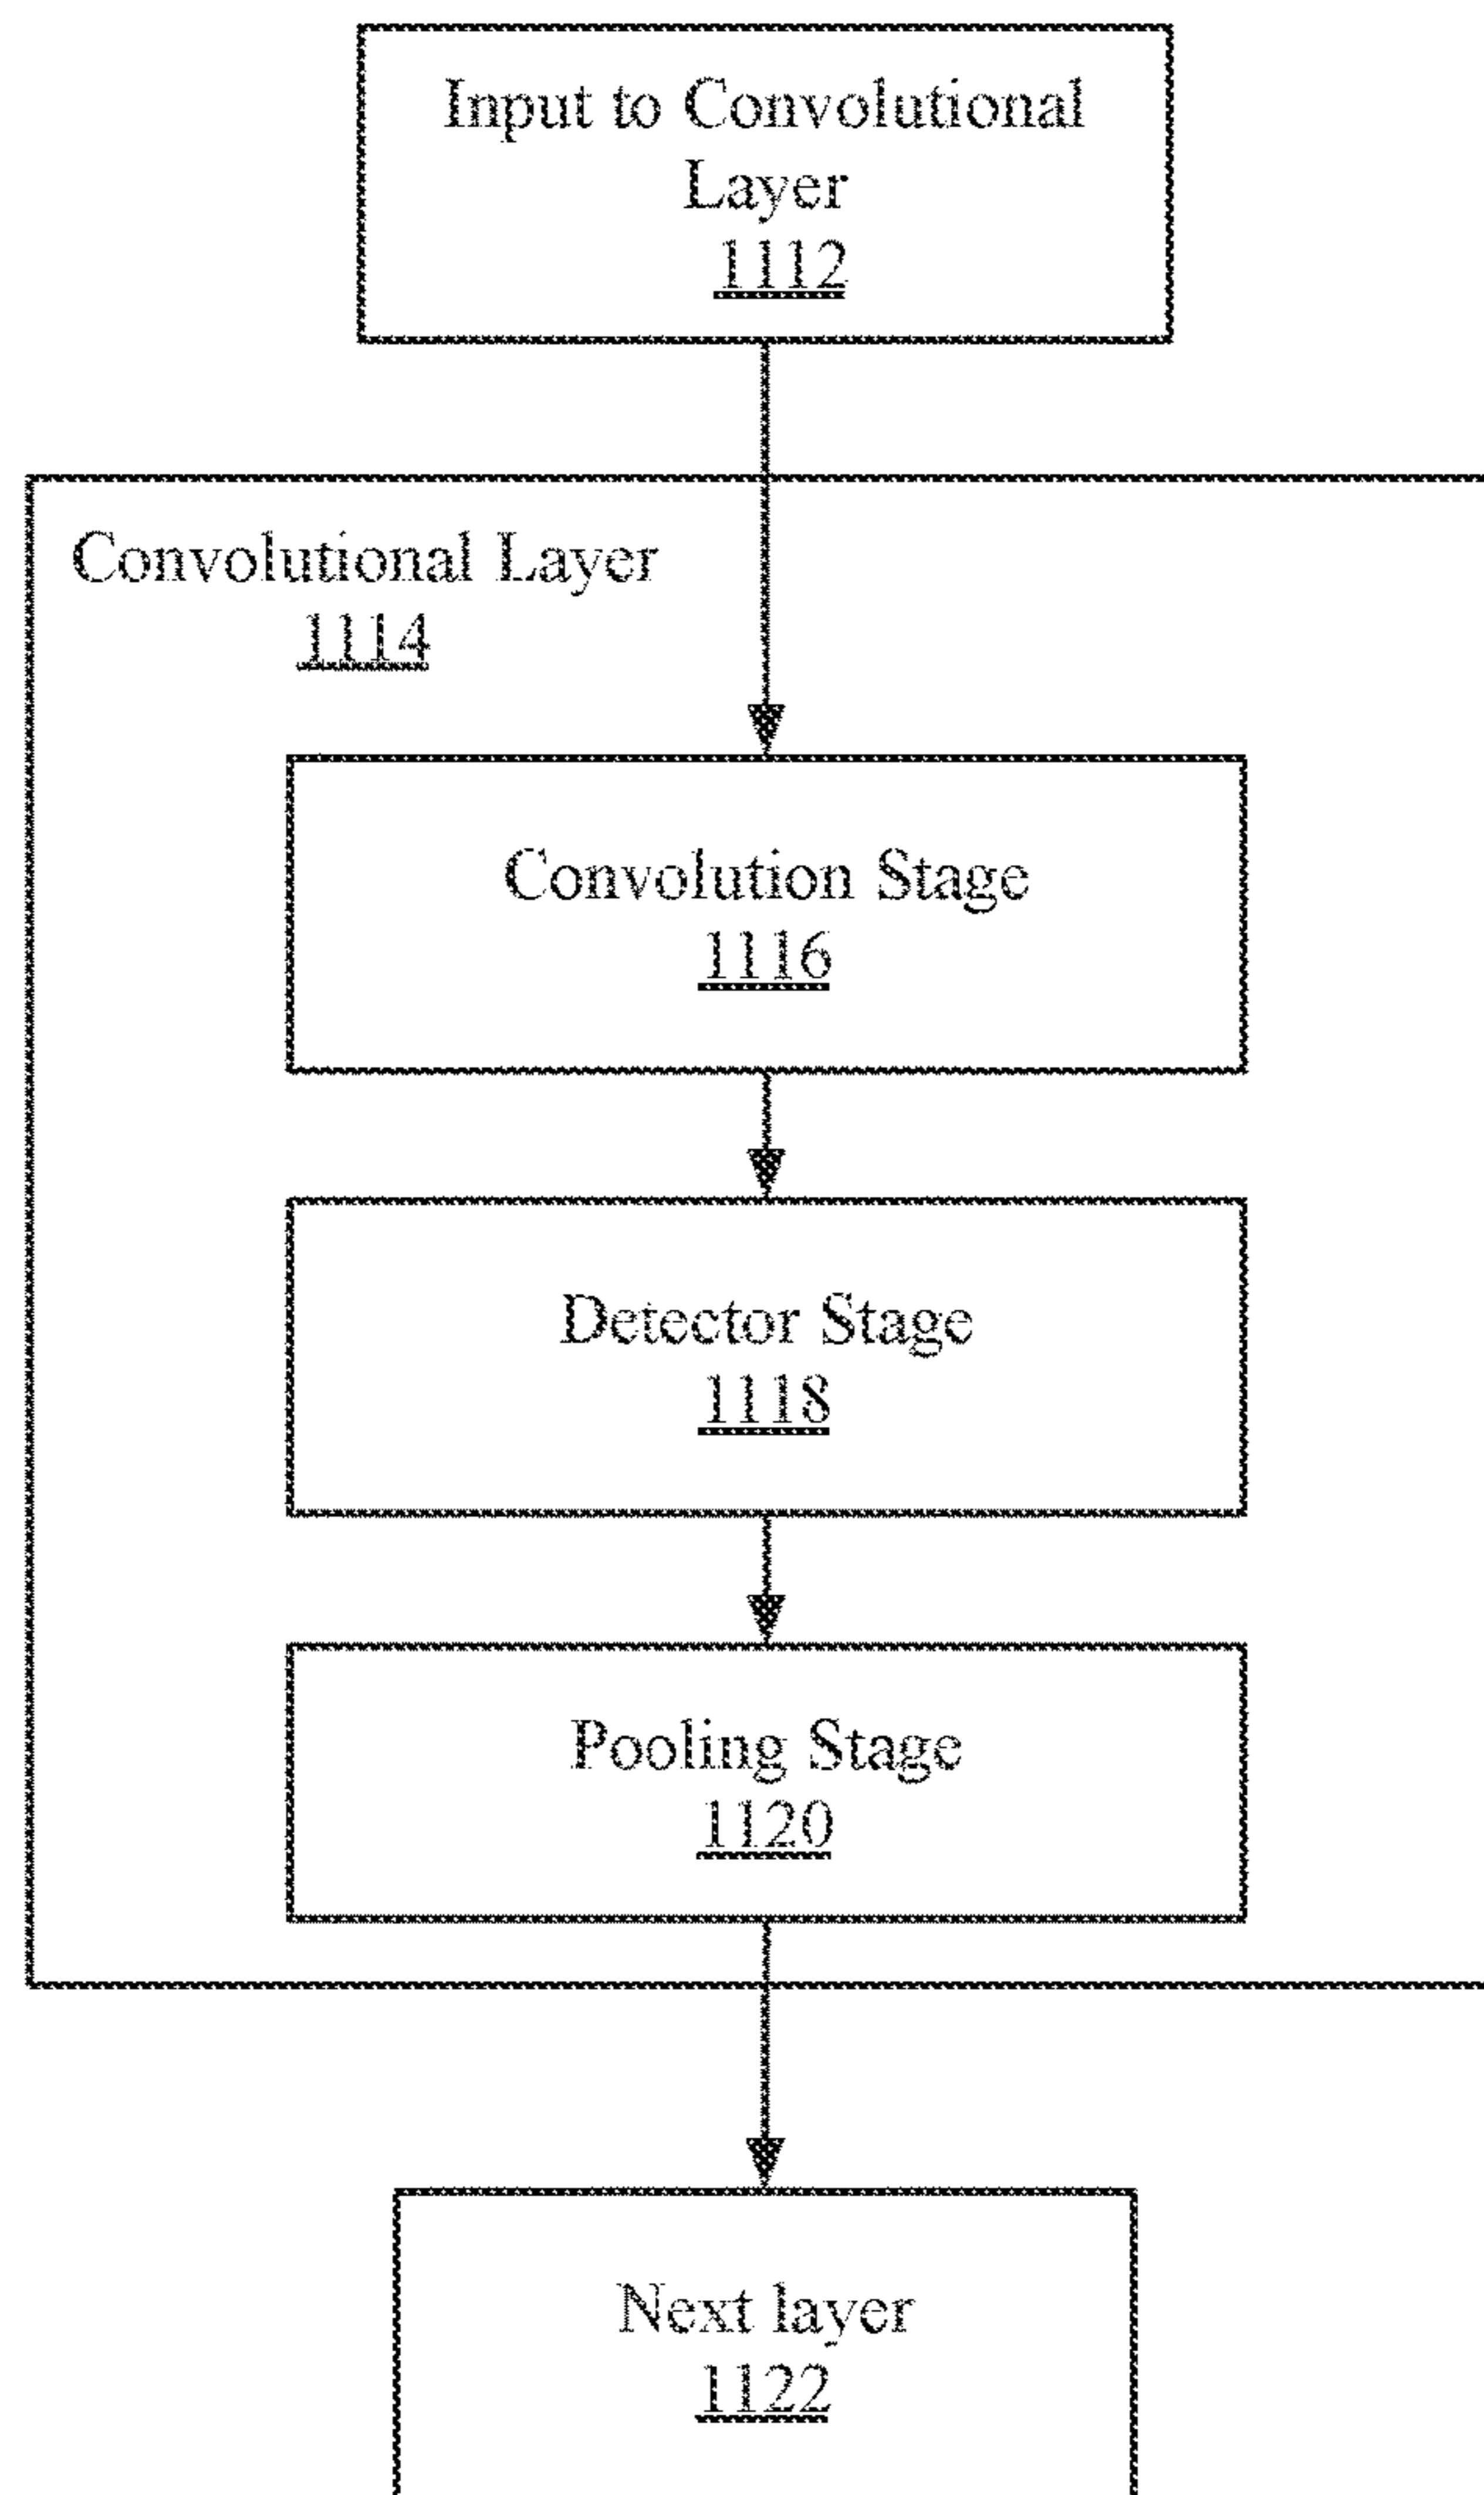 Input to Convolutional
Layer
1112
Convolutional Layer
1114
Convolution Stage
1116
Detector Stage
1118
Pooling Stage
1120
Next layer
1122